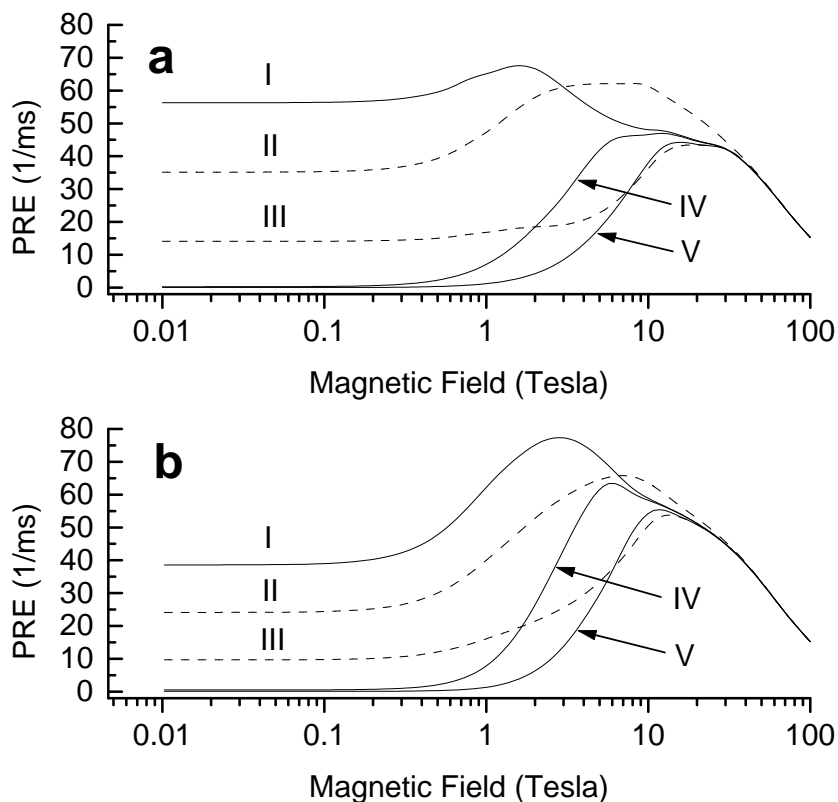 a
PRE (1/ms)
80
70
60
50
40
30
20
10
0
I
II
III
IV
V
0.01 0.1 1 10 100
Magnetic Field (Tesla)
b
PRE (1/ms)
80
70
60
50
40
30
20
10
0
I
II
III
IV
V
0.01 0.1 1 10 100
Magnetic Field (Tesla)